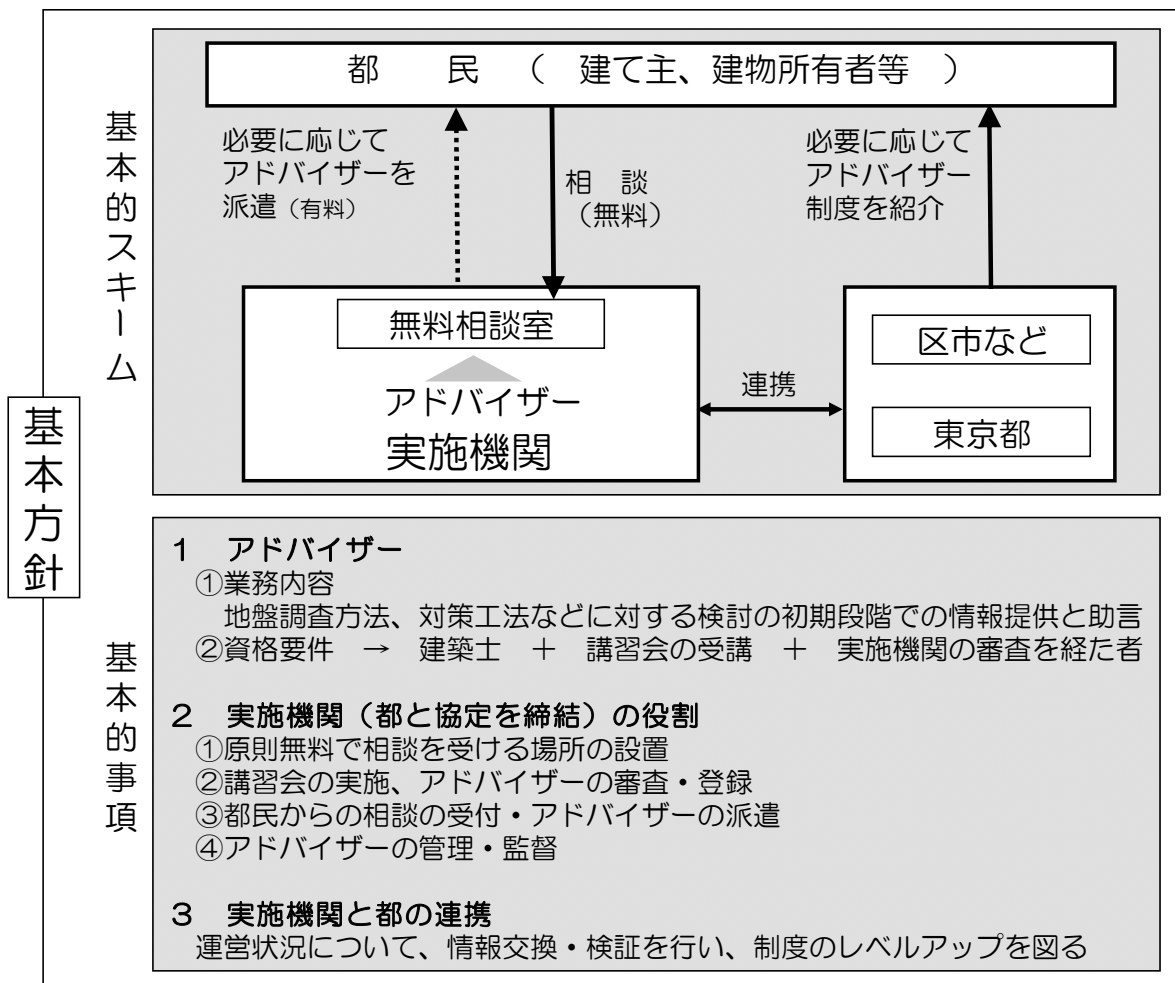 基本方針
基本的スキーム
都　民（　建て主、建物所有者等　）
必要に応じて
アドバイザーを
派遣（有料）
相　談
（無料）
必要に応じて
アドバイザー
制度を紹介
無料相談室
アドバイザー
実施機関
連携
区市など
東京都
基本的事項
１　アドバイザー
①業務内容
地盤調査方法、対策工法などに対する検討の初期段階での情報提供と助言
②資格要件　→　建築士　＋　講習会の受講　＋　実施機関の審査を経た者
２　実施機関（都と協定を締結）の役割
①原則無料で相談を受ける場所の設置
②講習会の実施、アドバイザーの審査・登録
③都民からの相談の受付・アドバイザーの派遣
④アドバイザーの管理・監督
３　実施機関と都の連携
運営状況について、情報交換・検証を行い、制度のレベルアップを図る